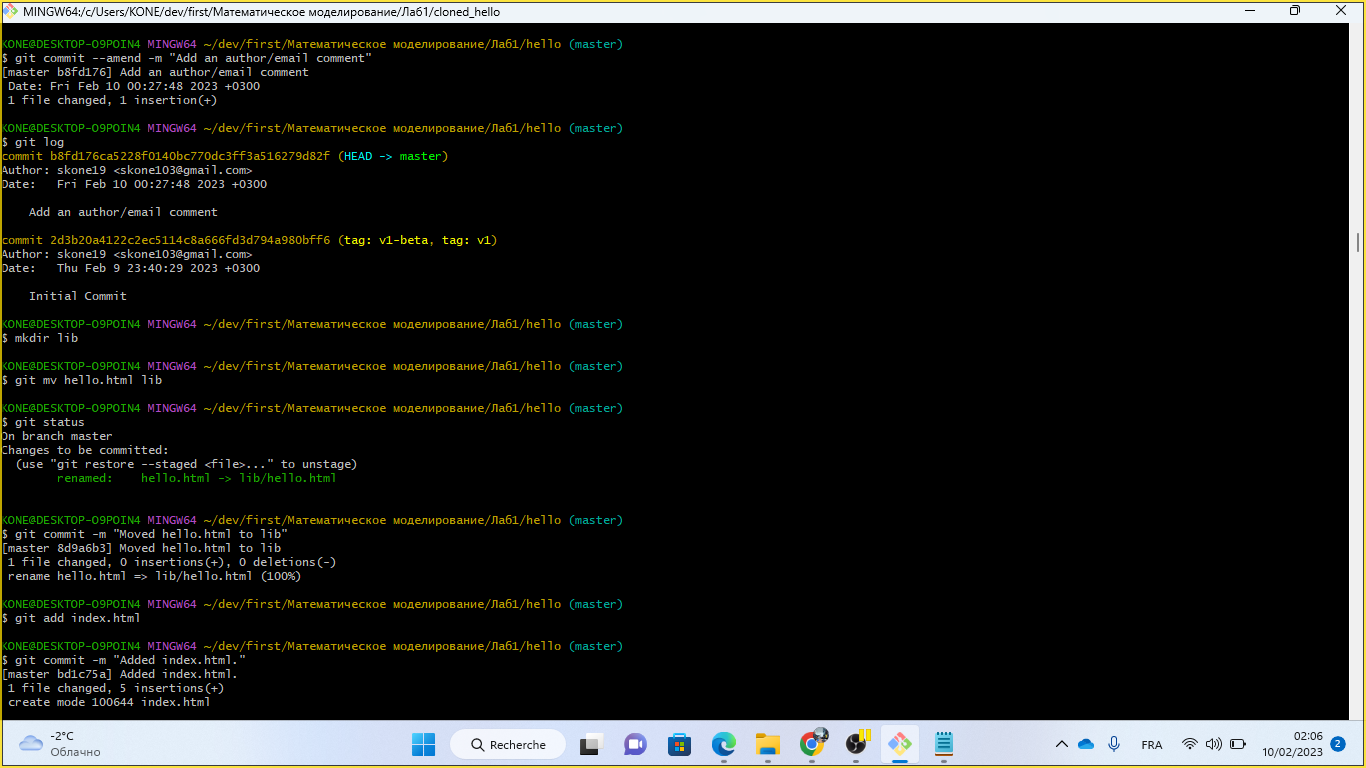 MINGW64:/c/Users/KONE/dev/first/Математическое моделирование/Лаб1/cloned_hello
KONE@DESKTOP-O9POIN4 MINGW64 ~/dev/first/Математическое моделирование/Лаб1/hello (master)
$ git commit --amend -m "Add an author/email comment"
[master b8fd176] Add an author/email comment
 Date: Fri Feb 10 00:27:48 2023 +0300
 1 file changed, 1 insertion(+)
KONE@DESKTOP-O9POIN4 MINGW64 ~/dev/first/Математическое моделирование/Лаб1/hello (master)
$ git log
commit b8fd176ca5228f0140bc770dc3ff3a516279d82f (HEAD -> master)
Author: skone19 <skone103@gmail.com>
Date:   Fri Feb 10 00:27:48 2023 +0300
    Add an author/email comment
commit 2d3b20a4122c2ec5114c8a666fd3d794a980bff6 (tag: v1-beta, tag: v1)
Author: skone19 <skone103@gmail.com>
Date:   Thu Feb 9 23:40:29 2023 +0300
    Initial Commit
KONE@DESKTOP-O9POIN4 MINGW64 ~/dev/first/Математическое моделирование/Лаб1/hello (master)
$ mkdir lib
KONE@DESKTOP-O9POIN4 MINGW64 ~/dev/first/Математическое моделирование/Лаб1/hello (master)
$ git mv hello.html lib
KONE@DESKTOP-O9POIN4 MINGW64 ~/dev/first/Математическое моделирование/Лаб1/hello (master)
$ git status
On branch master
Changes to be committed:
  (use "git restore --staged <file>..." to unstage)
        renamed:    hello.html -> lib/hello.html
KONE@DESKTOP-O9POIN4 MINGW64 ~/dev/first/Математическое моделирование/Лаб1/hello (master)
$ git commit -m "Moved hello.html to lib"
[master 8d9a6b3] Moved hello.html to lib
 1 file changed, 0 insertions(+), 0 deletions(-)
 rename hello.html => lib/hello.html (100%)
KONE@DESKTOP-O9POIN4 MINGW64 ~/dev/first/Математическое моделирование/Лаб1/hello (master)
$ git add index.html
KONE@DESKTOP-O9POIN4 MINGW64 ~/dev/first/Математическое моделирование/Лаб1/hello (master)
$ git commit -m "Added index.html."
[master bd1c75a] Added index.html.
 1 file changed, 5 insertions(+)
 create mode 100644 index.html
-2°C
Облачно
Recherche
FRA
02:06
10/02/2023
2